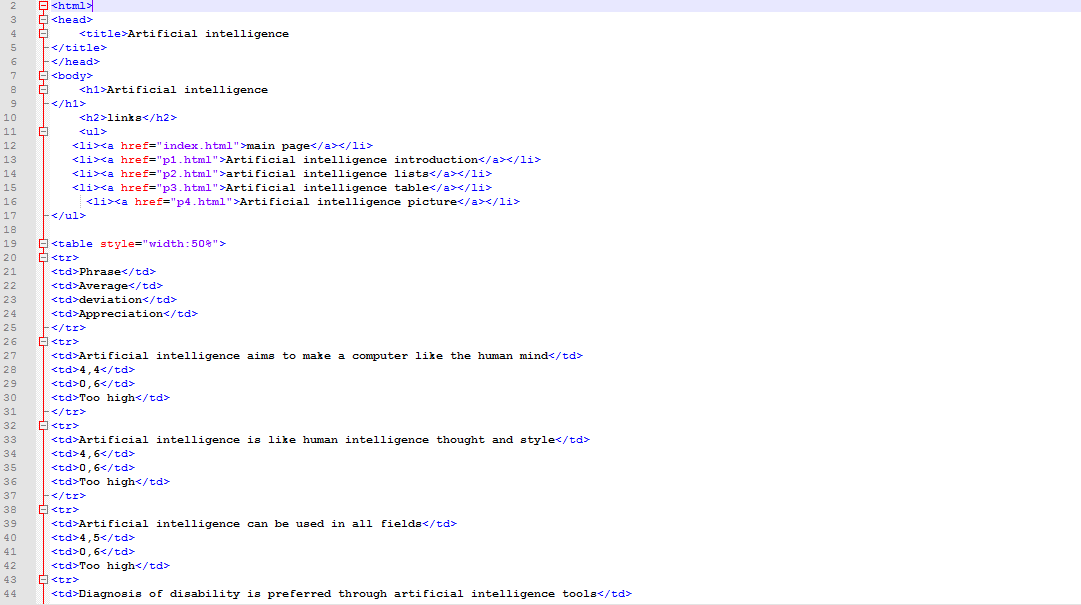 2 <html>
3 <head>
4 <title>Artificial intelligence
5 </title>
6 </head>
7 <body>
8 <h1>Artificial intelligence
9 </h1>
10 <h2>links</h2>
11 <ul>
12 <li><a href="index.html">main page</a></li>
13 <li><a href="p1.html">Artificial intelligence introduction</a></li>
14 <li><a href="p2.html">artificial intelligence lists</a></li>
15 <li><a href="p3.html">Artificial intelligence table</a></li>
16 <li><a href="p4.html">Artificial intelligence picture</a></li>
17 </ul>
18
19 <table style="width:50%">
20 <tr>
21 <td>Phrase</td>
22 <td>Average</td>
23 <td>deviation</td>
24 <td>Appreciation</td>
25 </tr>
26 <tr>
27 <td>Artificial intelligence aims to make a computer like the human mind</td>
28 <td>4,4</td>
29 <td>0,6</td>
30 <td>Too high</td>
31 </tr>
32 <tr>
33 <td>Artificial intelligence is like human intelligence thought and style</td>
34 <td>4,6</td>
35 <td>0,6</td>
36 <td>Too high</td>
37 </tr>
38 <tr>
39 <td>Artificial intelligence can be used in all fields</td>
40 <td>4,5</td>
41 <td>0,6</td>
42 <td>Too high</td>
43 <tr>
44 <td>Diagnosis of disability is preferred through artificial intelligence tools</td>